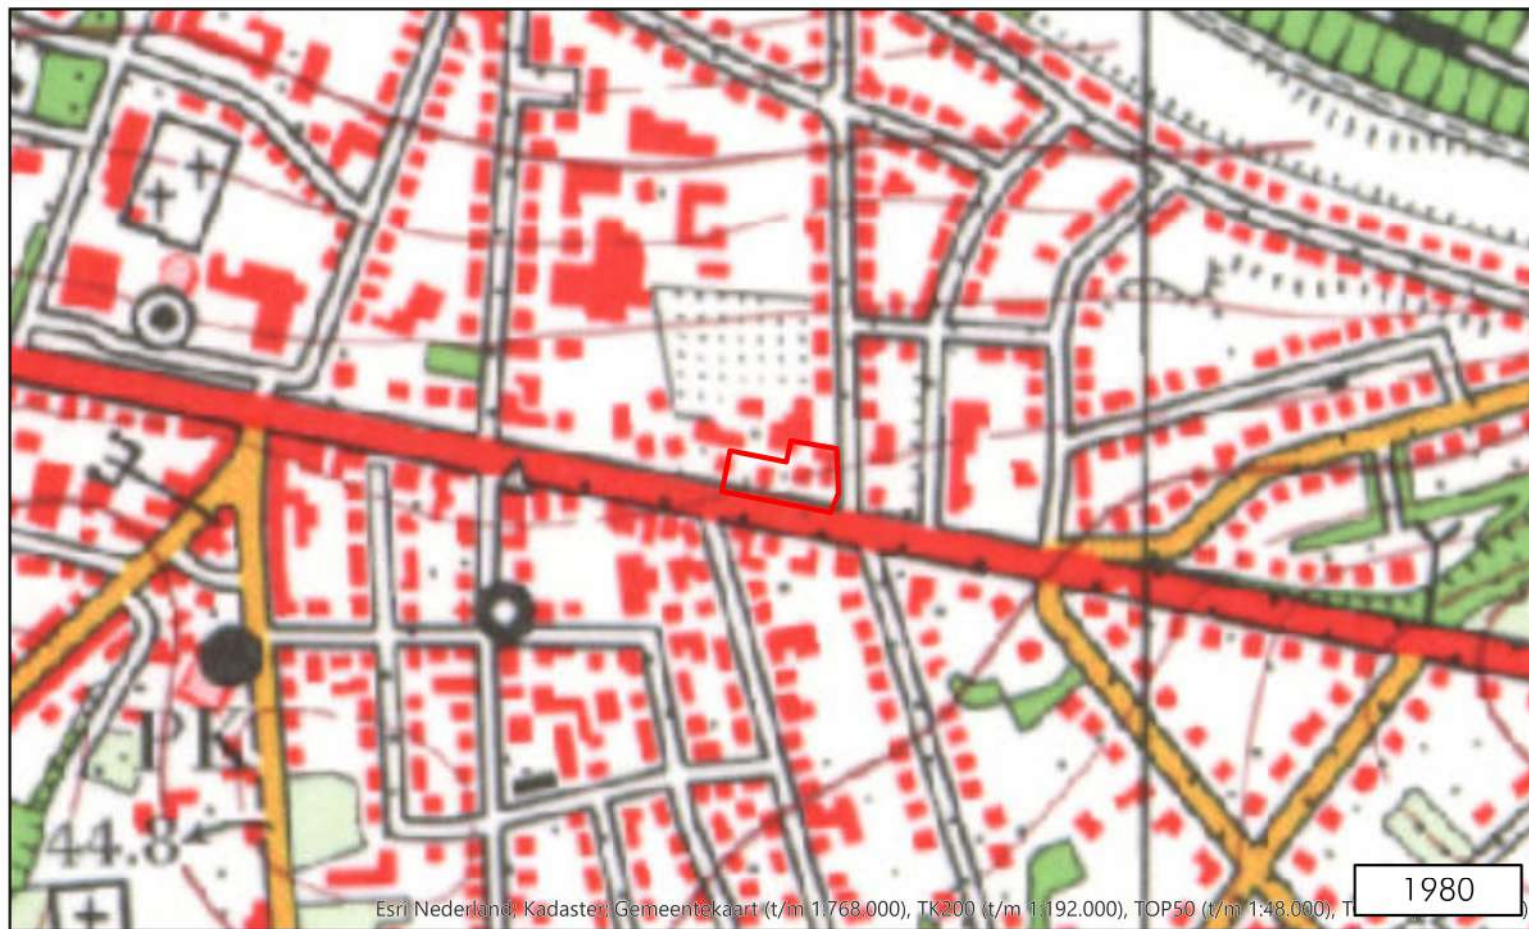 3
PK
44.8
1980
Esri Nederland, Kadaster, Gemeentekaart (t/m 1:768.000), TK200 (t/m 1:192.000), TOP50 (t/m 1:48.000), T